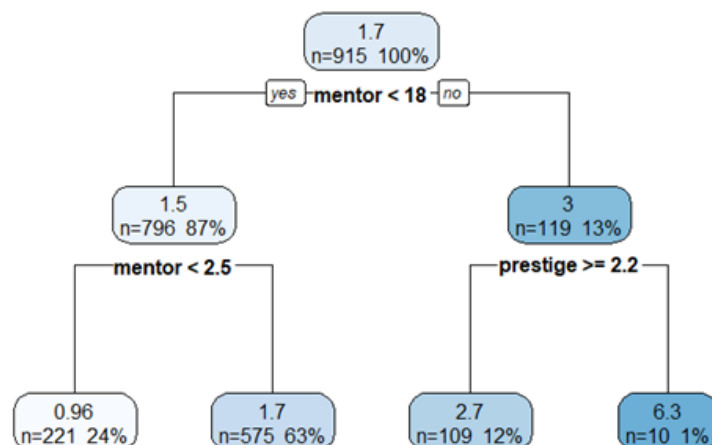 1.7
n=915 100%
yes mentor < 18 no
1.5
n=796 87%
3
n=119 13%
mentor < 2.5
prestige >= 2.2
0.96
n=221 24%
1.7
n=575 63%
2.7
n=109 12%
6.3
n=10 1%